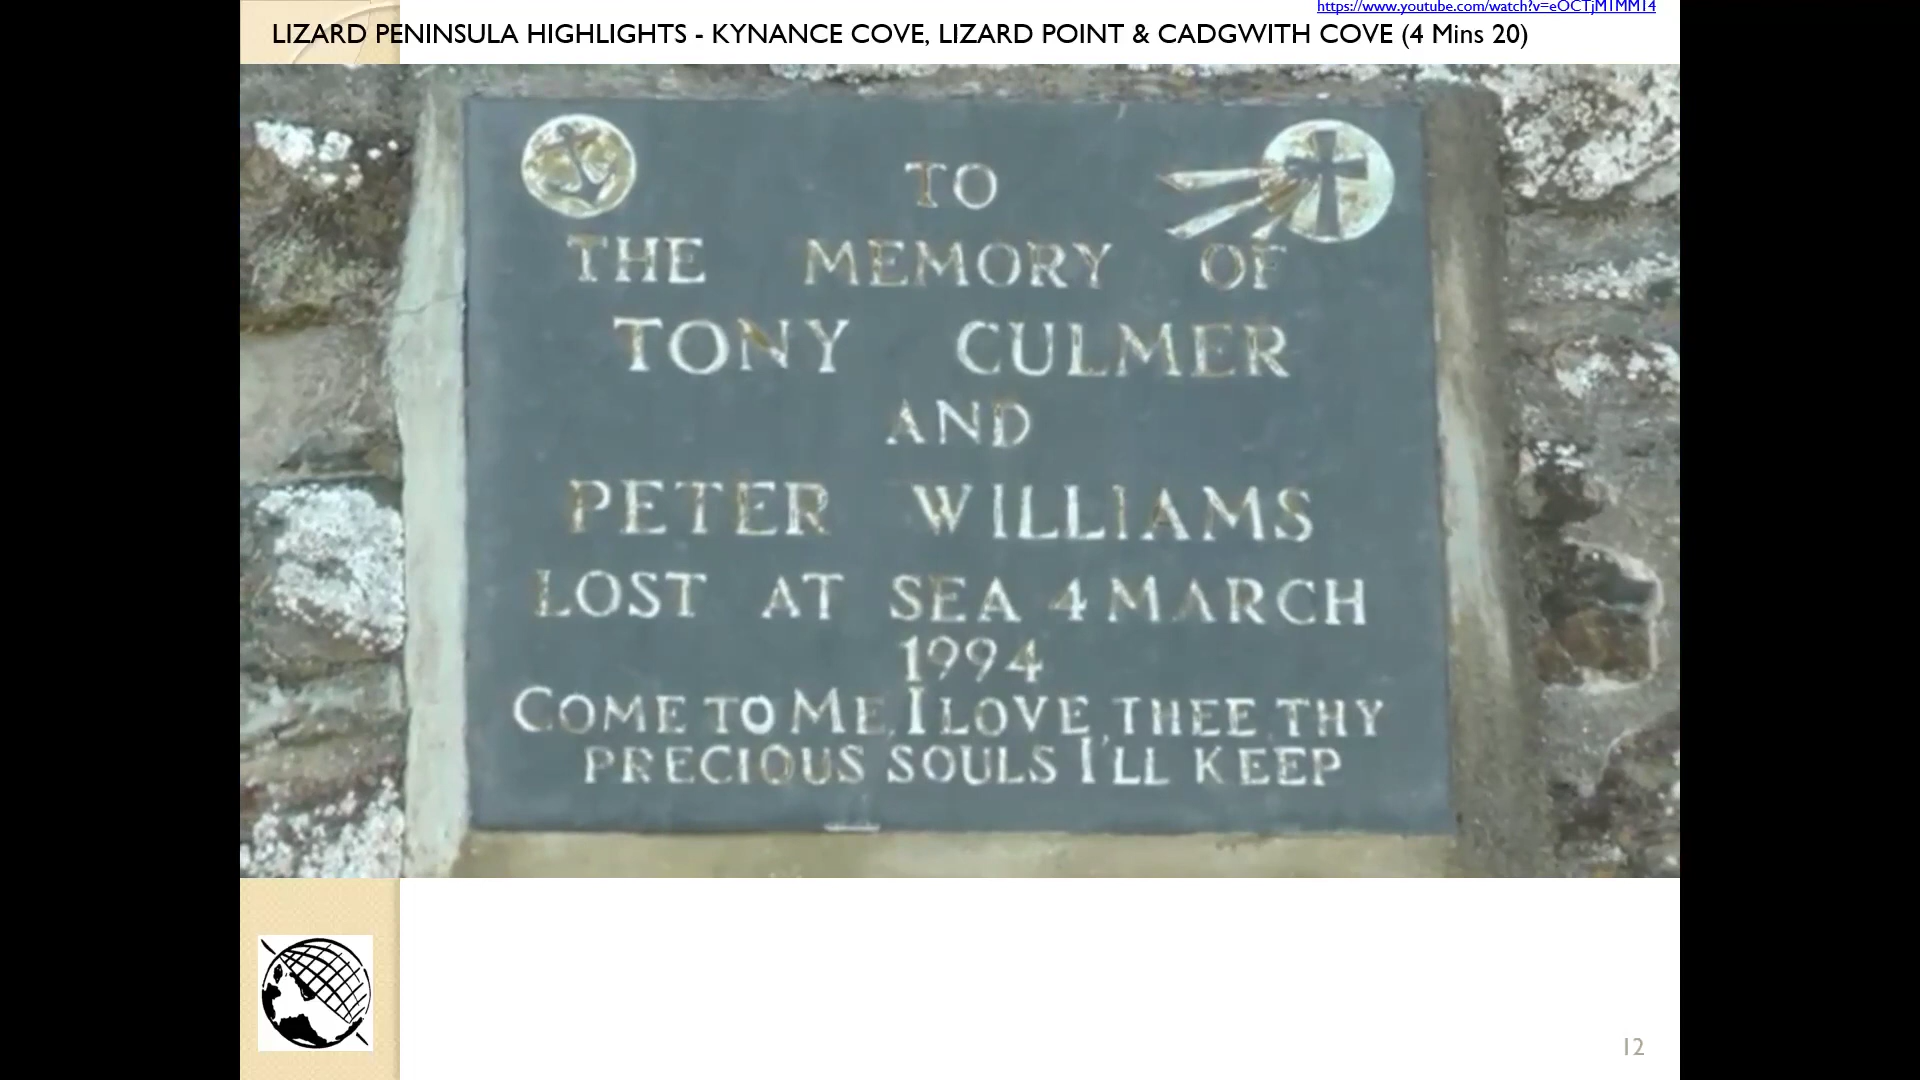 https://www.youtube.com/watch?v=eOCTjM1MM14
LIZARD PENINSULA HIGHLIGHTS - KYNANCE COVE, LIZARD POINT & CADGWITH COVE (4 Mins 20)
TO
THE MEMORY OF
TONY CULMER
AND
PETER WILLIAMS
LOST AT SEA 4 MARCH
1994
COME TO ME, I LOVE, THEE THY
PRECIOUS SOULS I'LL KEEP
12